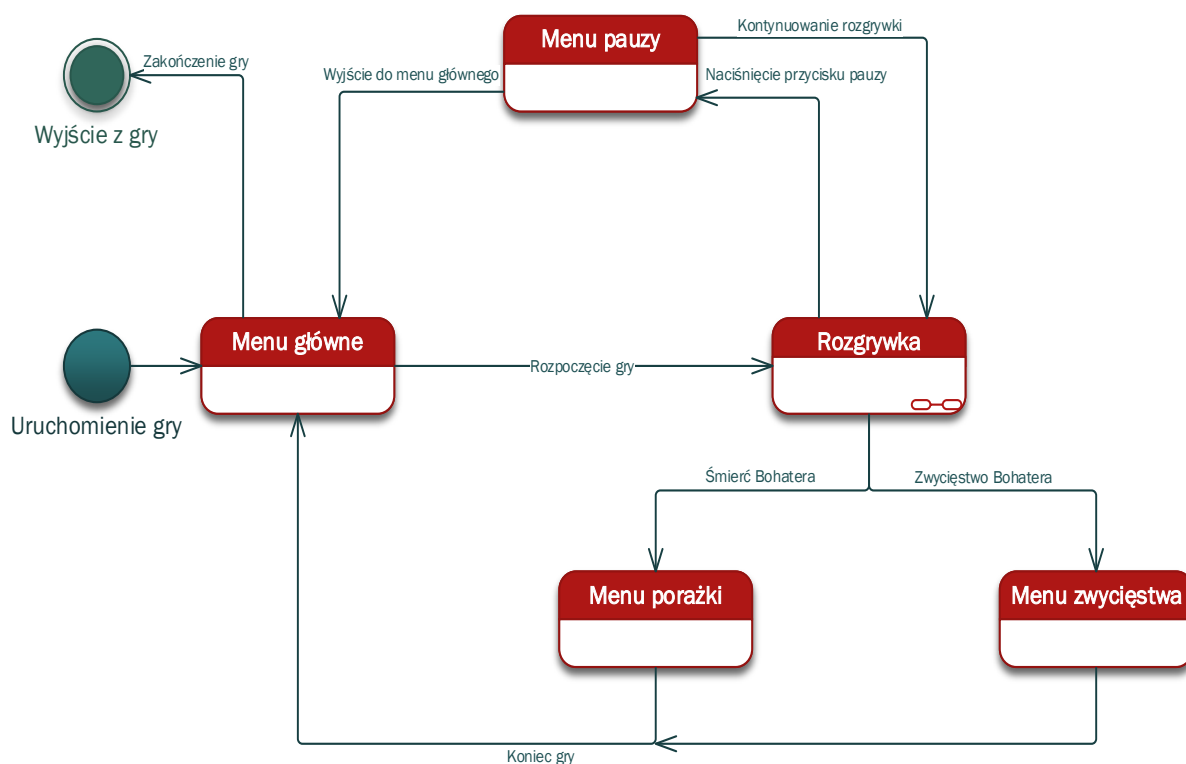 Menu pauzy
Kontynuowanie rozgrywki
Zakończenie gry
Wyjście do menu głównego
Naciśnięcie przycisku pauzy
Wyjście z gry
Menu główne
Rozgrywka
Rozpoczęcie gry
Uruchomienie gry
Śmierć Bohatera
Zwycięstwo Bohatera
Menu porażki
Menu zwycięstwa
Koniec gry